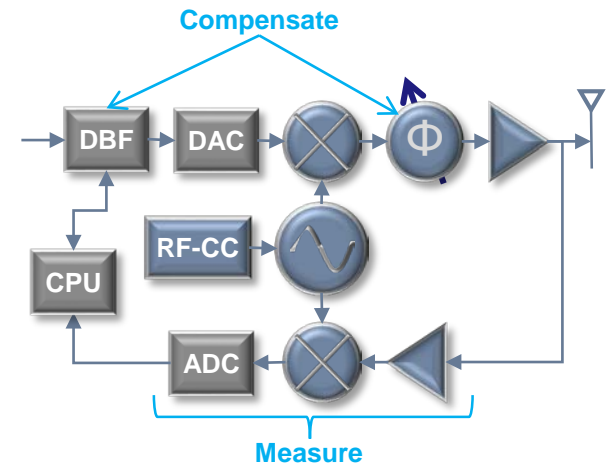 Compensate
DBF
DAC
Φ
RF-CC
CPU
ADC
Measure